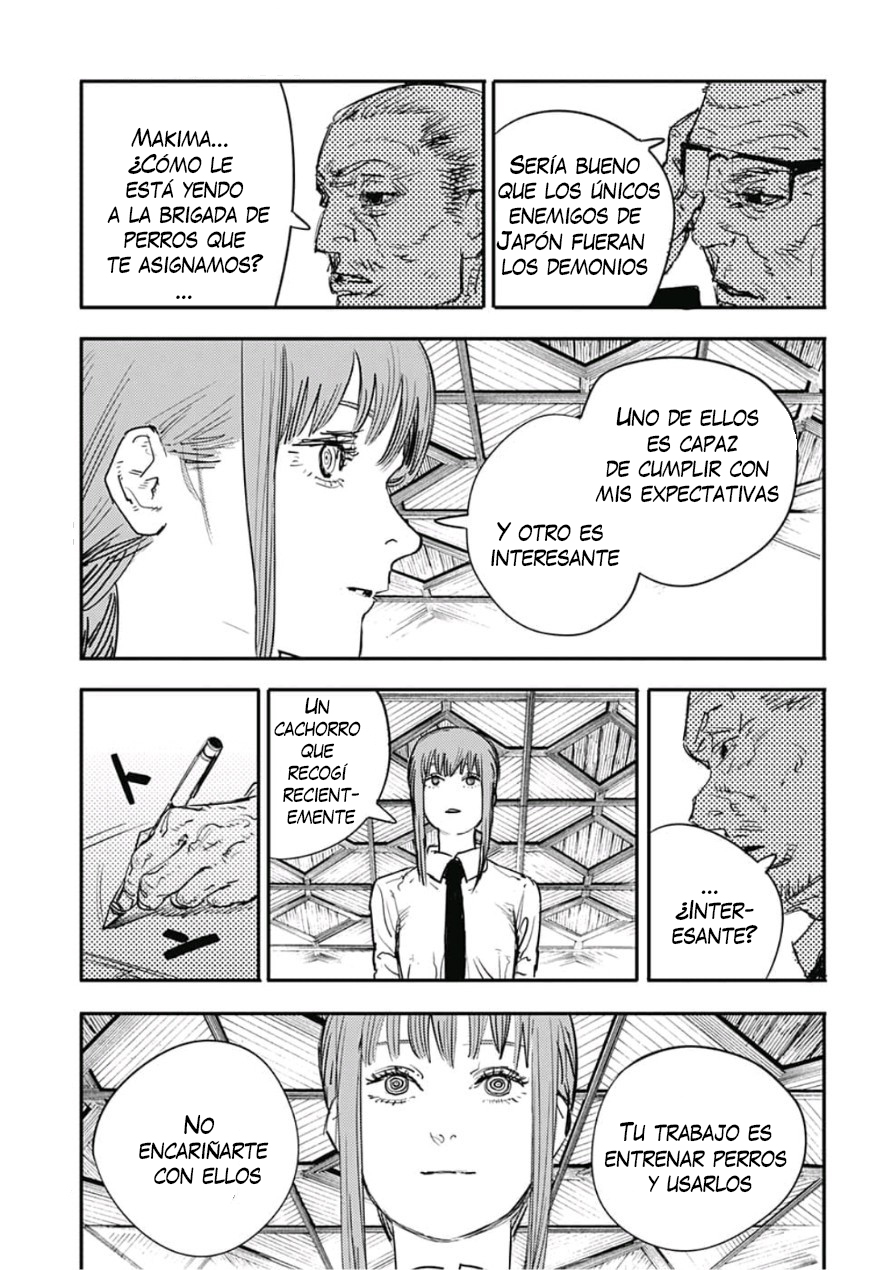 Sería bueno
que los únicos
enemigos de
Japón fueran
los demonios
Makima...
¿Cómo le
está yendo
a la brigada de
perros que
te asignamos?
...
Uno de ellos
es capaz
de cumplir con
mis expectativas
Y otro es
interesante
...
¿Inter-
esante?
Un
cachorro
que
recogí
recient-
emente
ト
ン
Tu trabajo es
entrenar perros
y usarlos
No
encariñarte
con ellos